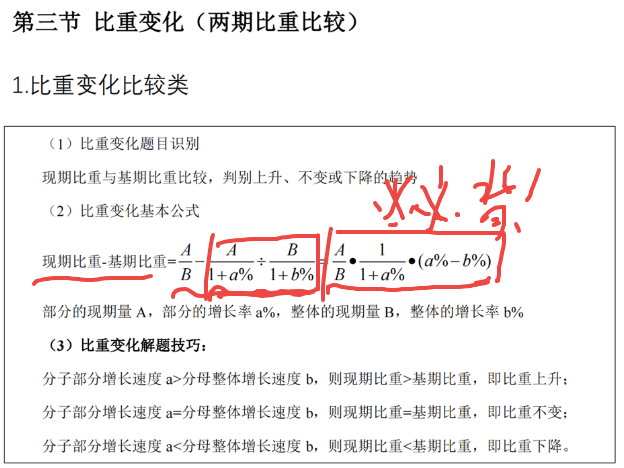 第三节 比重变化（两期比重比较）
1.比重变化比较类
（1）比重变化题目识别
现期比重与基期比重比较，判别上升、不变或下降的趋势
（2）比重变化基本公式
现期比重-基期比重=A/B-A/(1+a%)÷B/(1+b%)=A/B•1/(1+a%)•(a%-b%)
部分的现期量 A，部分的增长率 a%，整体的现期量 B，整体的增长率 b%
（3）比重变化解题技巧：
分子部分增长速度 a>分母整体增长速度 b，则现期比重>基期比重，即比重上升；
分子部分增长速度 a=分母整体增长速度 b，则现期比重=基期比重，即比重不变；
分子部分增长速度 a<分母整体增长速度 b，则现期比重<基期比重，即比重下降。